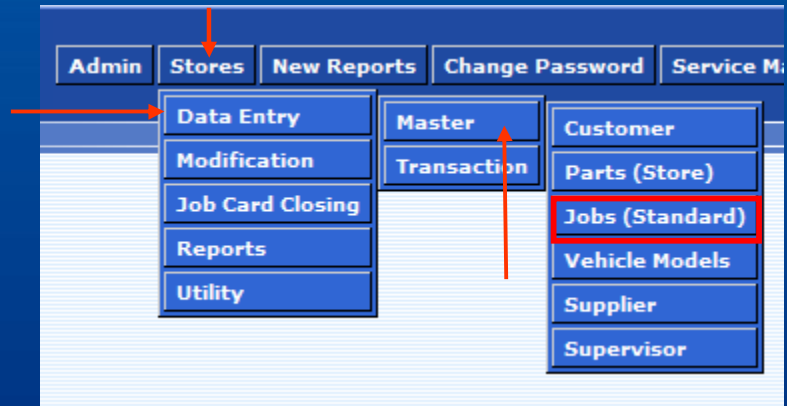 Admin Stores New Reports Change Password Service
Data Entry
Modification
Job Card Closing
Reports
Utility
Master
Transaction
Customer
Parts (Store)
Jobs (Standard)
Vehicle Models
Supplier
Supervisor